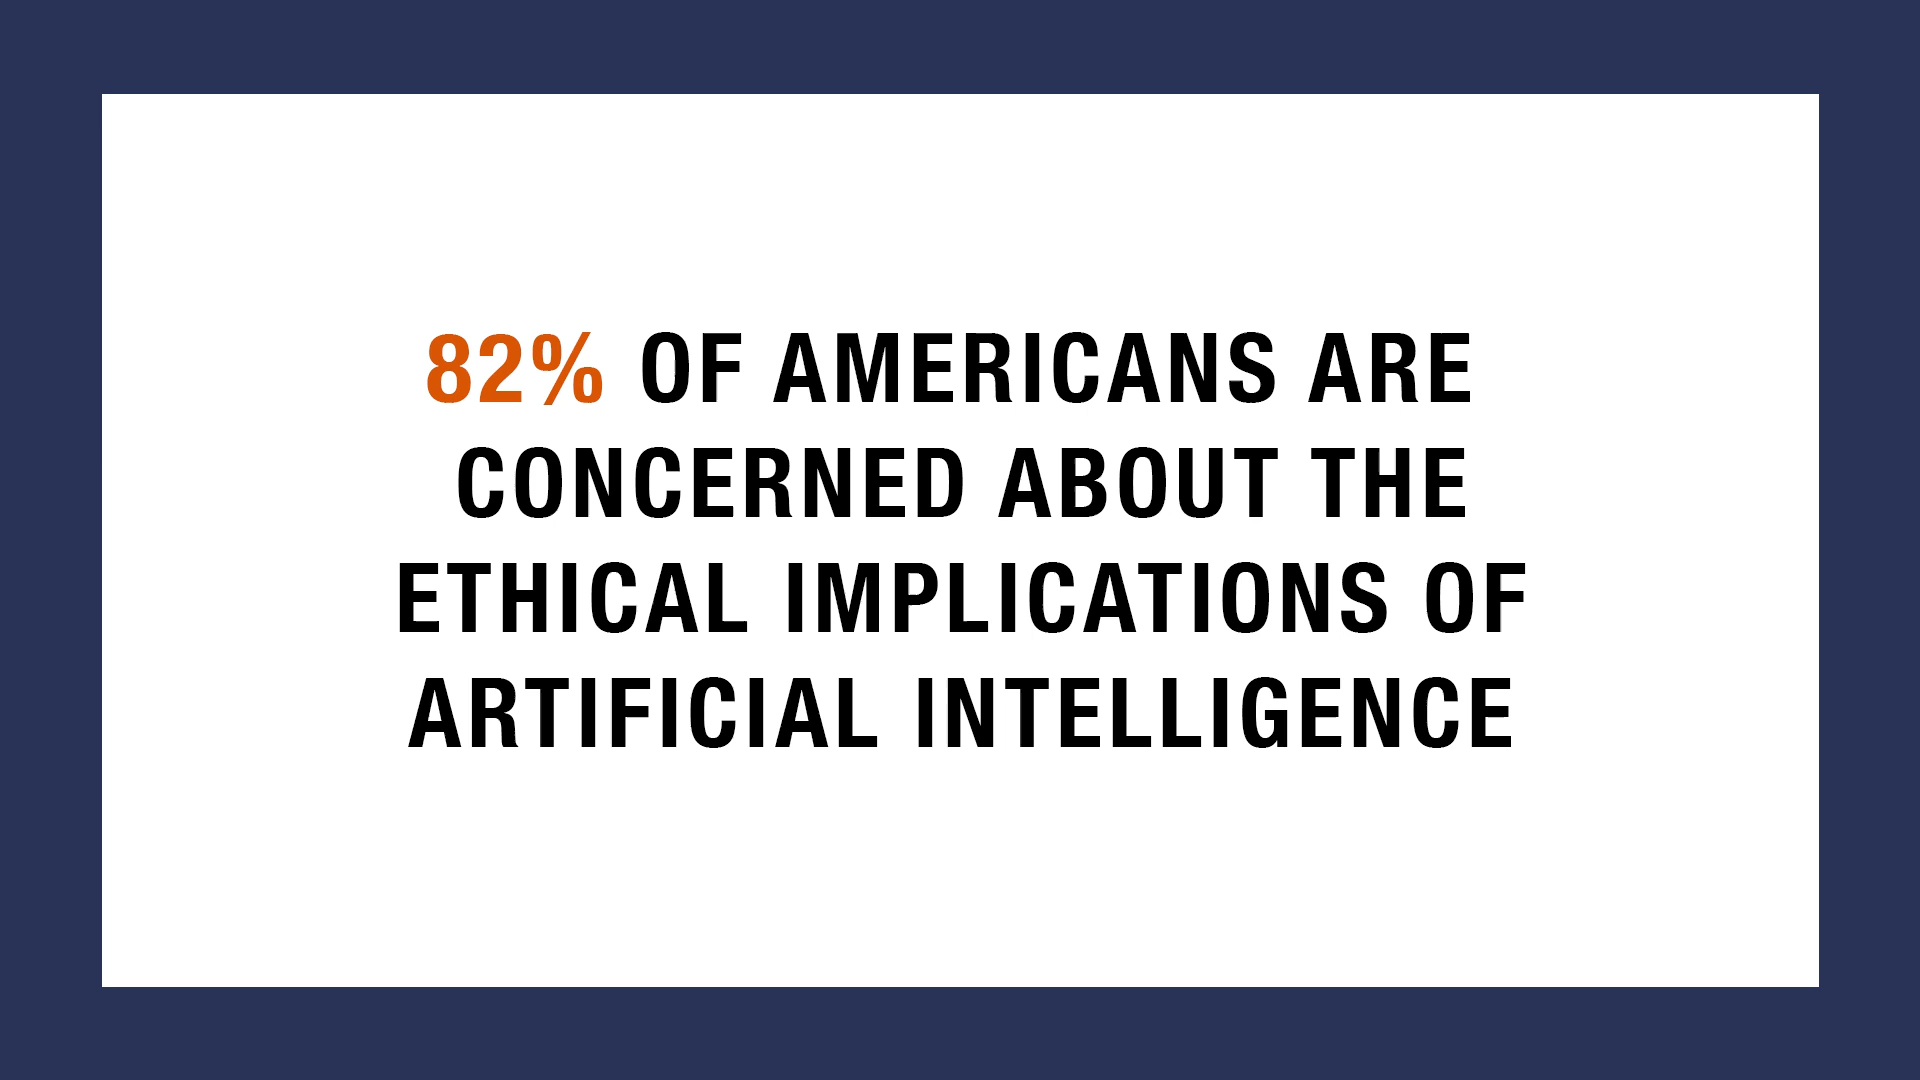 82% OF AMERICANS ARE
CONCERNED ABOUT THE
ETHICAL IMPLICATIONS OF
ARTIFICIAL INTELLIGENCE